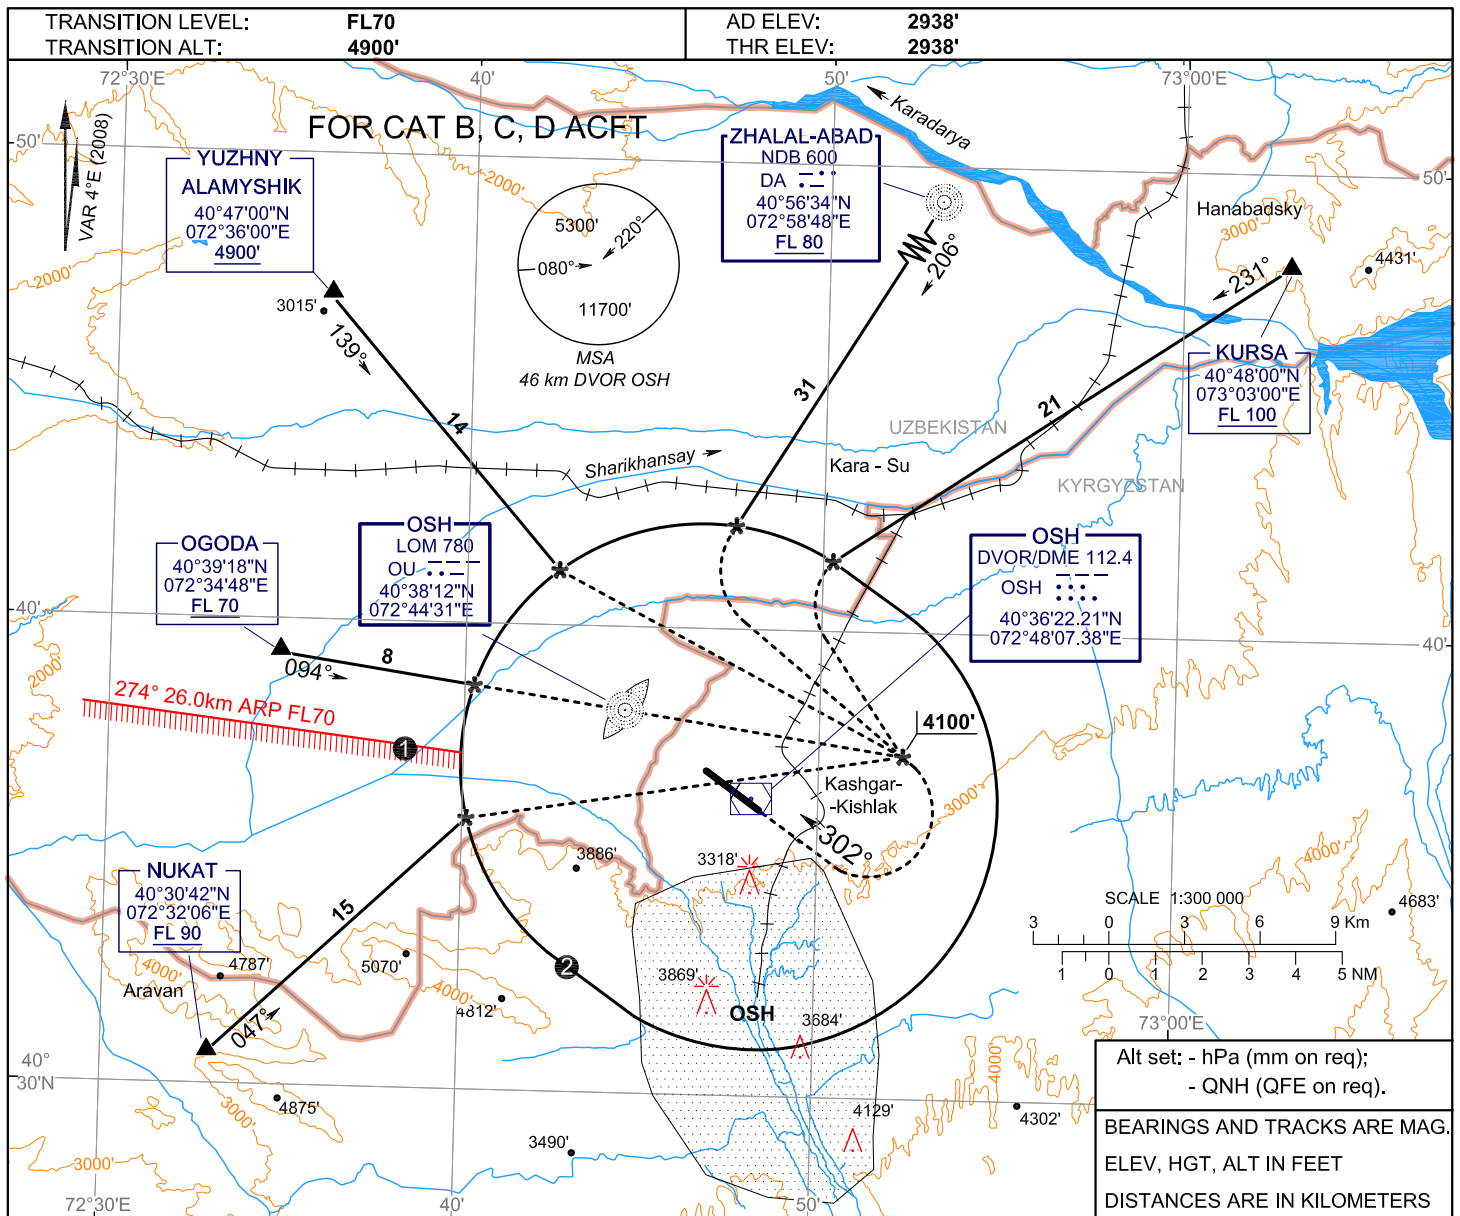 TRANSITION LEVEL: FL70
TRANSITION ALT: 4900'
AD ELEV: 2938'
THR ELEV: 2938'
72°30'E
40'
50'
73°00'E
50'
50'
VAR 4°E (2008)
FOR CAT B, C, D ACFT
2000'
2000'
YUZHNY
ALAMYSHIK
40°47'00"N
072°36'00"E
4900'
3015'
139°
14
5300'
220°
080°
11700'
MSA
46 km DVOR OSH
ZHALAL-ABAD
NDB 600
DA
40°56'34"N
072°58'48"E
FL 80
206°
31
Karadarya
Hanabadsky
3000'
4431'
231°
21
KURSA
40°48'00"N
073°03'00"E
FL 100
UZBEKISTAN
KYRGYZSTAN
Sharikhansay
Kara - Su
OGODA
40°39'18"N
072°34'48"E
FL 70
OSH
LOM 780
OU
40°38'12"N
072°44'31"E
OSH
DVOR/DME 112.4
OSH
40°36'22.21"N
072°48'07.38"E
40'
40'
2000'
094°
8
274° 26.0km ARP FL70
1
4100'
Kashgar-
-Kishlak
3000'
302°
NUKAT
40°30'42"N
072°32'06"E
FL 90
15
047°
3886'
3318'
4000'
4787'
5070'
4000'
4812'
Aravan
2
3869'
OSH
3684'
SCALE 1:300 000
3 0 3 6 9 Km
1 0 1 2 3 4 5 NM
4000'
4683'
73°00'E
4000'
40°
30'N
3000'
4875'
3000'
3490'
4129'
4302'
72°30'E
40'
50'
Alt set: - hPa (mm on req);
- QNH (QFE on req).
BEARINGS AND TRACKS ARE MAG.
ELEV, HGT, ALT IN FEET
DISTANCES ARE IN KILOMETERS